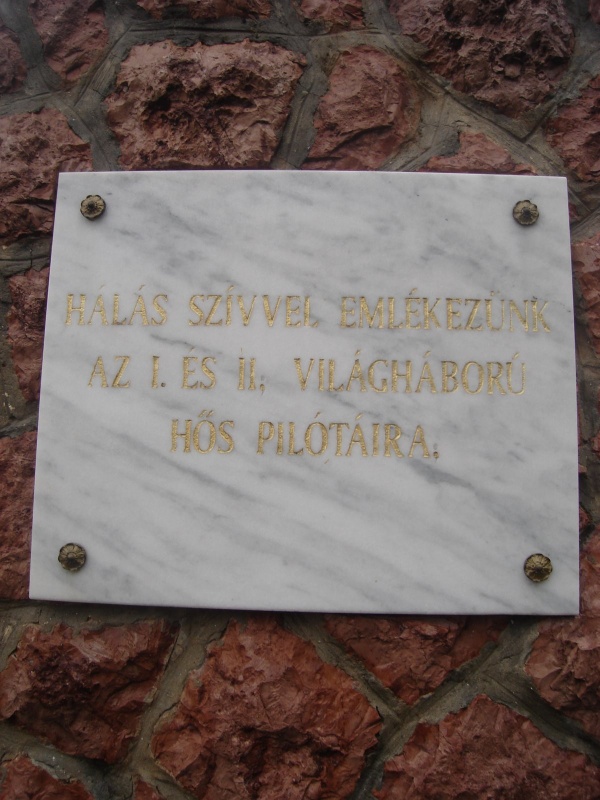 HÁLÁS SZÍVVEL EMLÉKEZÜNK
AZ I. ÉS II. VILÁGHÁBORÚ
HŐS PILÓTÁIRA.